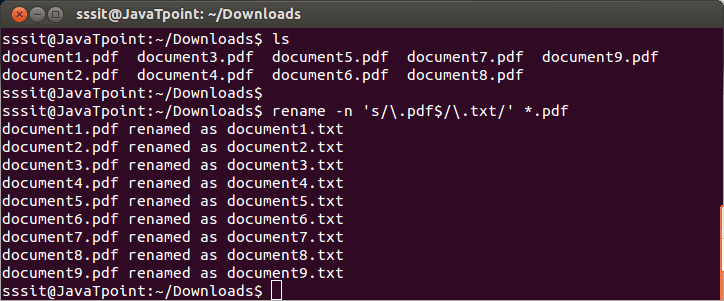 sssit@JavaTpoint: ~/Downloads
sssit@JavaTpoint:~/Downloads$ ls
document1.pdf  document3.pdf  document5.pdf  document7.pdf  document9.pdf
document2.pdf  document4.pdf  document6.pdf  document8.pdf
sssit@JavaTpoint:~/Downloads$
sssit@JavaTpoint:~/Downloads$ rename -n 's/\.pdf$/\.txt/' *.pdf
document1.pdf renamed as document1.txt
document2.pdf renamed as document2.txt
document3.pdf renamed as document3.txt
document4.pdf renamed as document4.txt
document5.pdf renamed as document5.txt
document6.pdf renamed as document6.txt
document7.pdf renamed as document7.txt
document8.pdf renamed as document8.txt
document9.pdf renamed as document9.txt
sssit@JavaTpoint:~/Downloads$